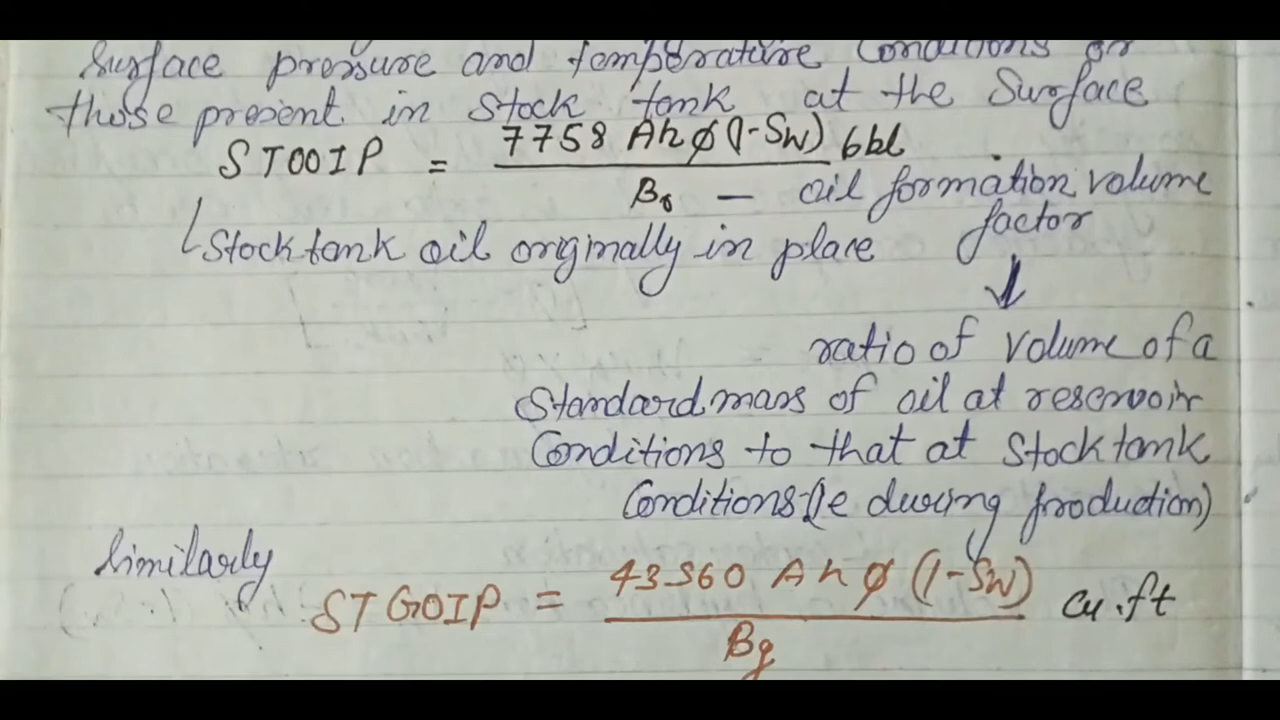 Surface pressure and temperature Conditions or
those present in stock tank at the Surface
STOOIP = 7758 Ahφ(1-Sw) bbl
Bo — oil formation volume
factor
Stock tank oil originally in place
ratio of volume of a
Standard mass of oil at reservoir
Conditions to that at Stock tank
Conditions (ie during production)
Similarly
STGOIP = 43560 Ahφ(1-Sw) cu.ft
Bg